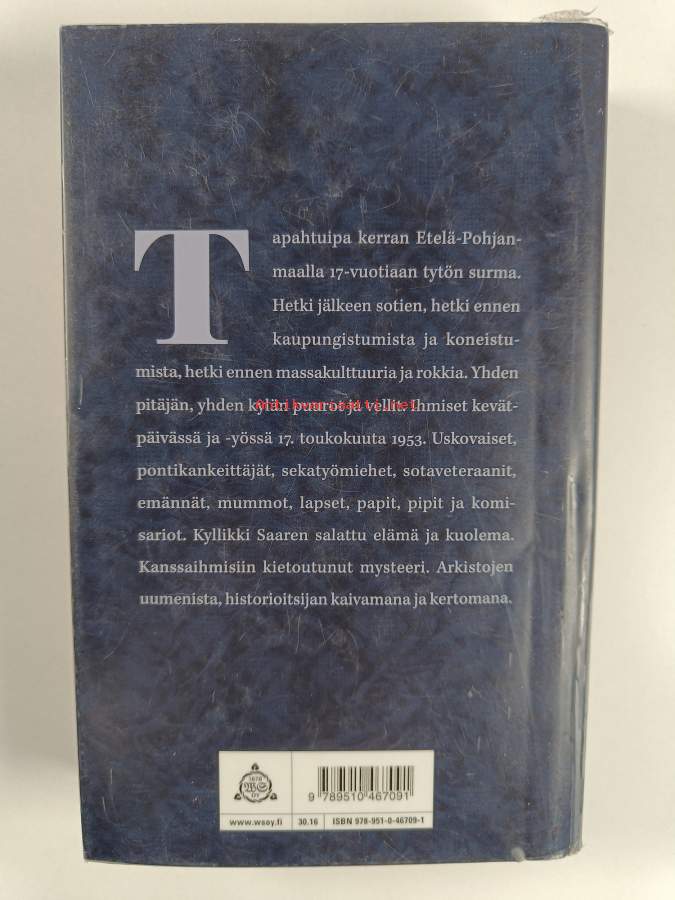 Tapahtuipa kerran Etelä-Pohjan-
maalla 17-vuotiaan tytön surma.
Hetki jälkeen sotien, hetki ennen
kaupungistumista ja koneistu-
mista, hetki ennen massakulttuuria ja rokkia. Yhden
pitäjän, yhden kylän puurot ja vellit. Ihmiset kevät-
päivässä ja -yössä 17. toukokuuta 1953. Uskovaiset,
pontikankeittäjät, sekatyömiehet, sotaveteraanit,
emännät, mummot, lapset, papit, pipit ja komi-
sariot. Kyllikki Saaren salattu elämä ja kuolema.
Kanssaihmisiin kietoutunut mysteeri. Arkistojen
uumenista, historioitsijan kaivamana ja kertomana.
1878
WS
OY
9 789510 467091
www.wsoy.fi 30.16 ISBN 978-951-0-46709-1